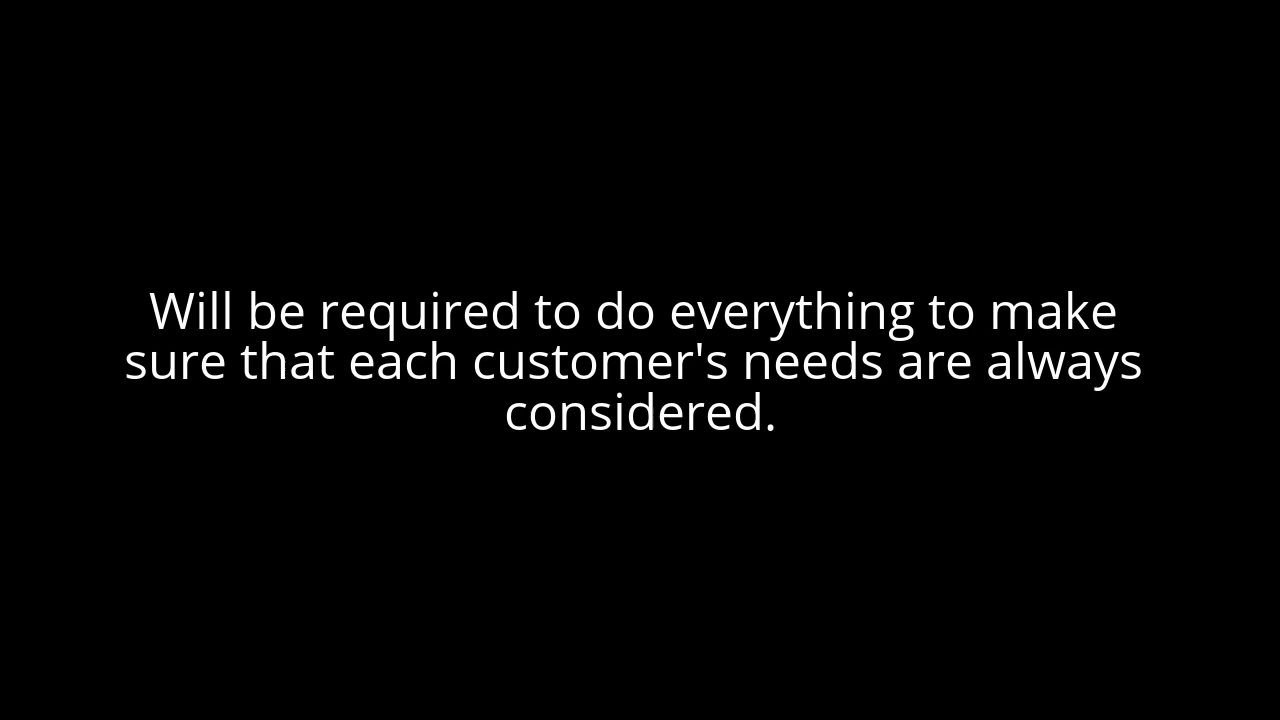 Will be required to do everything to make
sure that each customer's needs are always
considered.